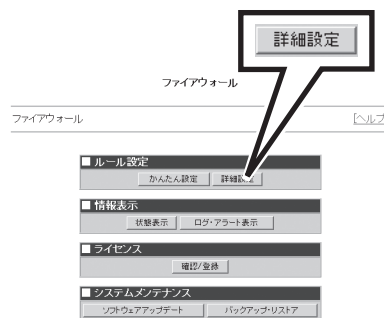 詳細設定
ファイアウォール
ファイアウォール
[ヘルプ
■ ルール設定
かんたん設定 詳細設定
■ 情報表示
状態表示 ログ・アラート表示
■ ライセンス
確認/登録
■ システムメンテナンス
ソフトウェアアップデート バックアップ・リストア